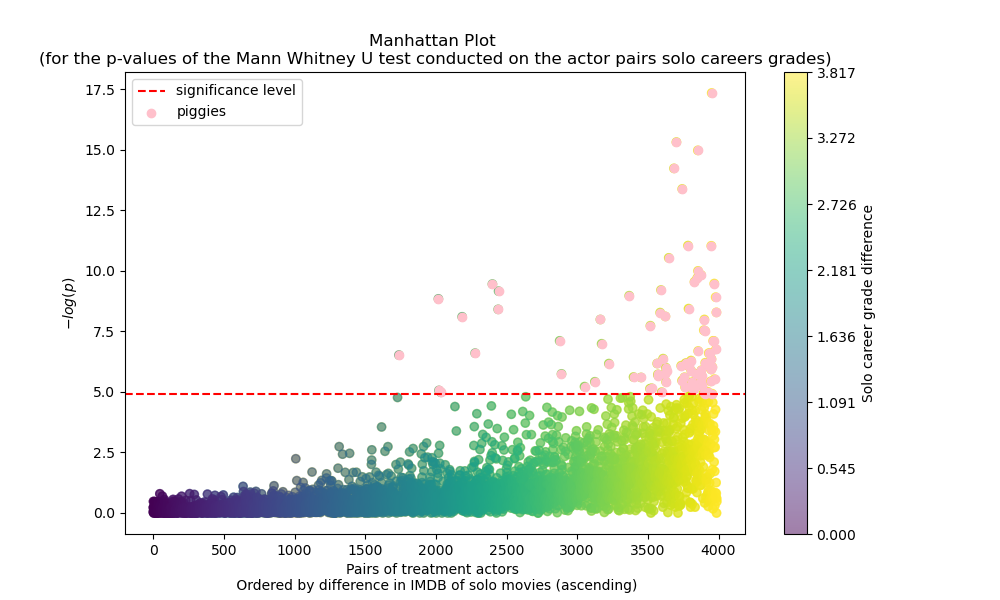 Manhattan Plot
(for the p-values of the Mann Whitney U test conducted on the actor pairs solo careers grades)
significance level
piggies
17.5
15.0
12.5
10.0
7.5
5.0
2.5
0.0
−log(p)
0 500 1000 1500 2000 2500 3000 3500 4000
Pairs of treatment actors
Ordered by difference in IMDB of solo movies (ascending)
3.817
3.272
2.726
2.181
1.636
1.091
0.545
0.000
Solo career grade difference